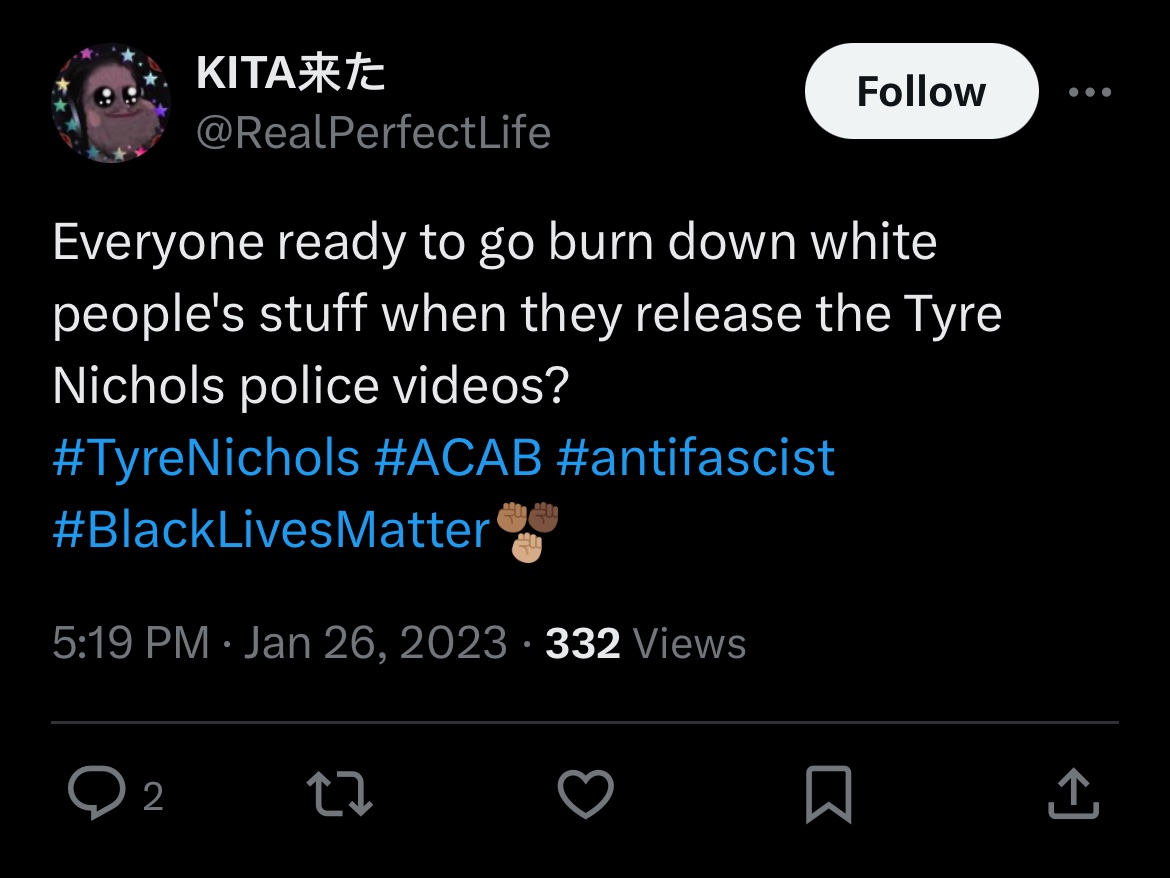 KITA来た
@RealPerfectLife
Follow
Everyone ready to go burn down white
people's stuff when they release the Tyre
Nichols police videos?
#TyreNichols #ACAB #antifascist
#BlackLivesMatter✊🏽✊🏾✊🏼
5:19 PM · Jan 26, 2023 · 332 Views
2